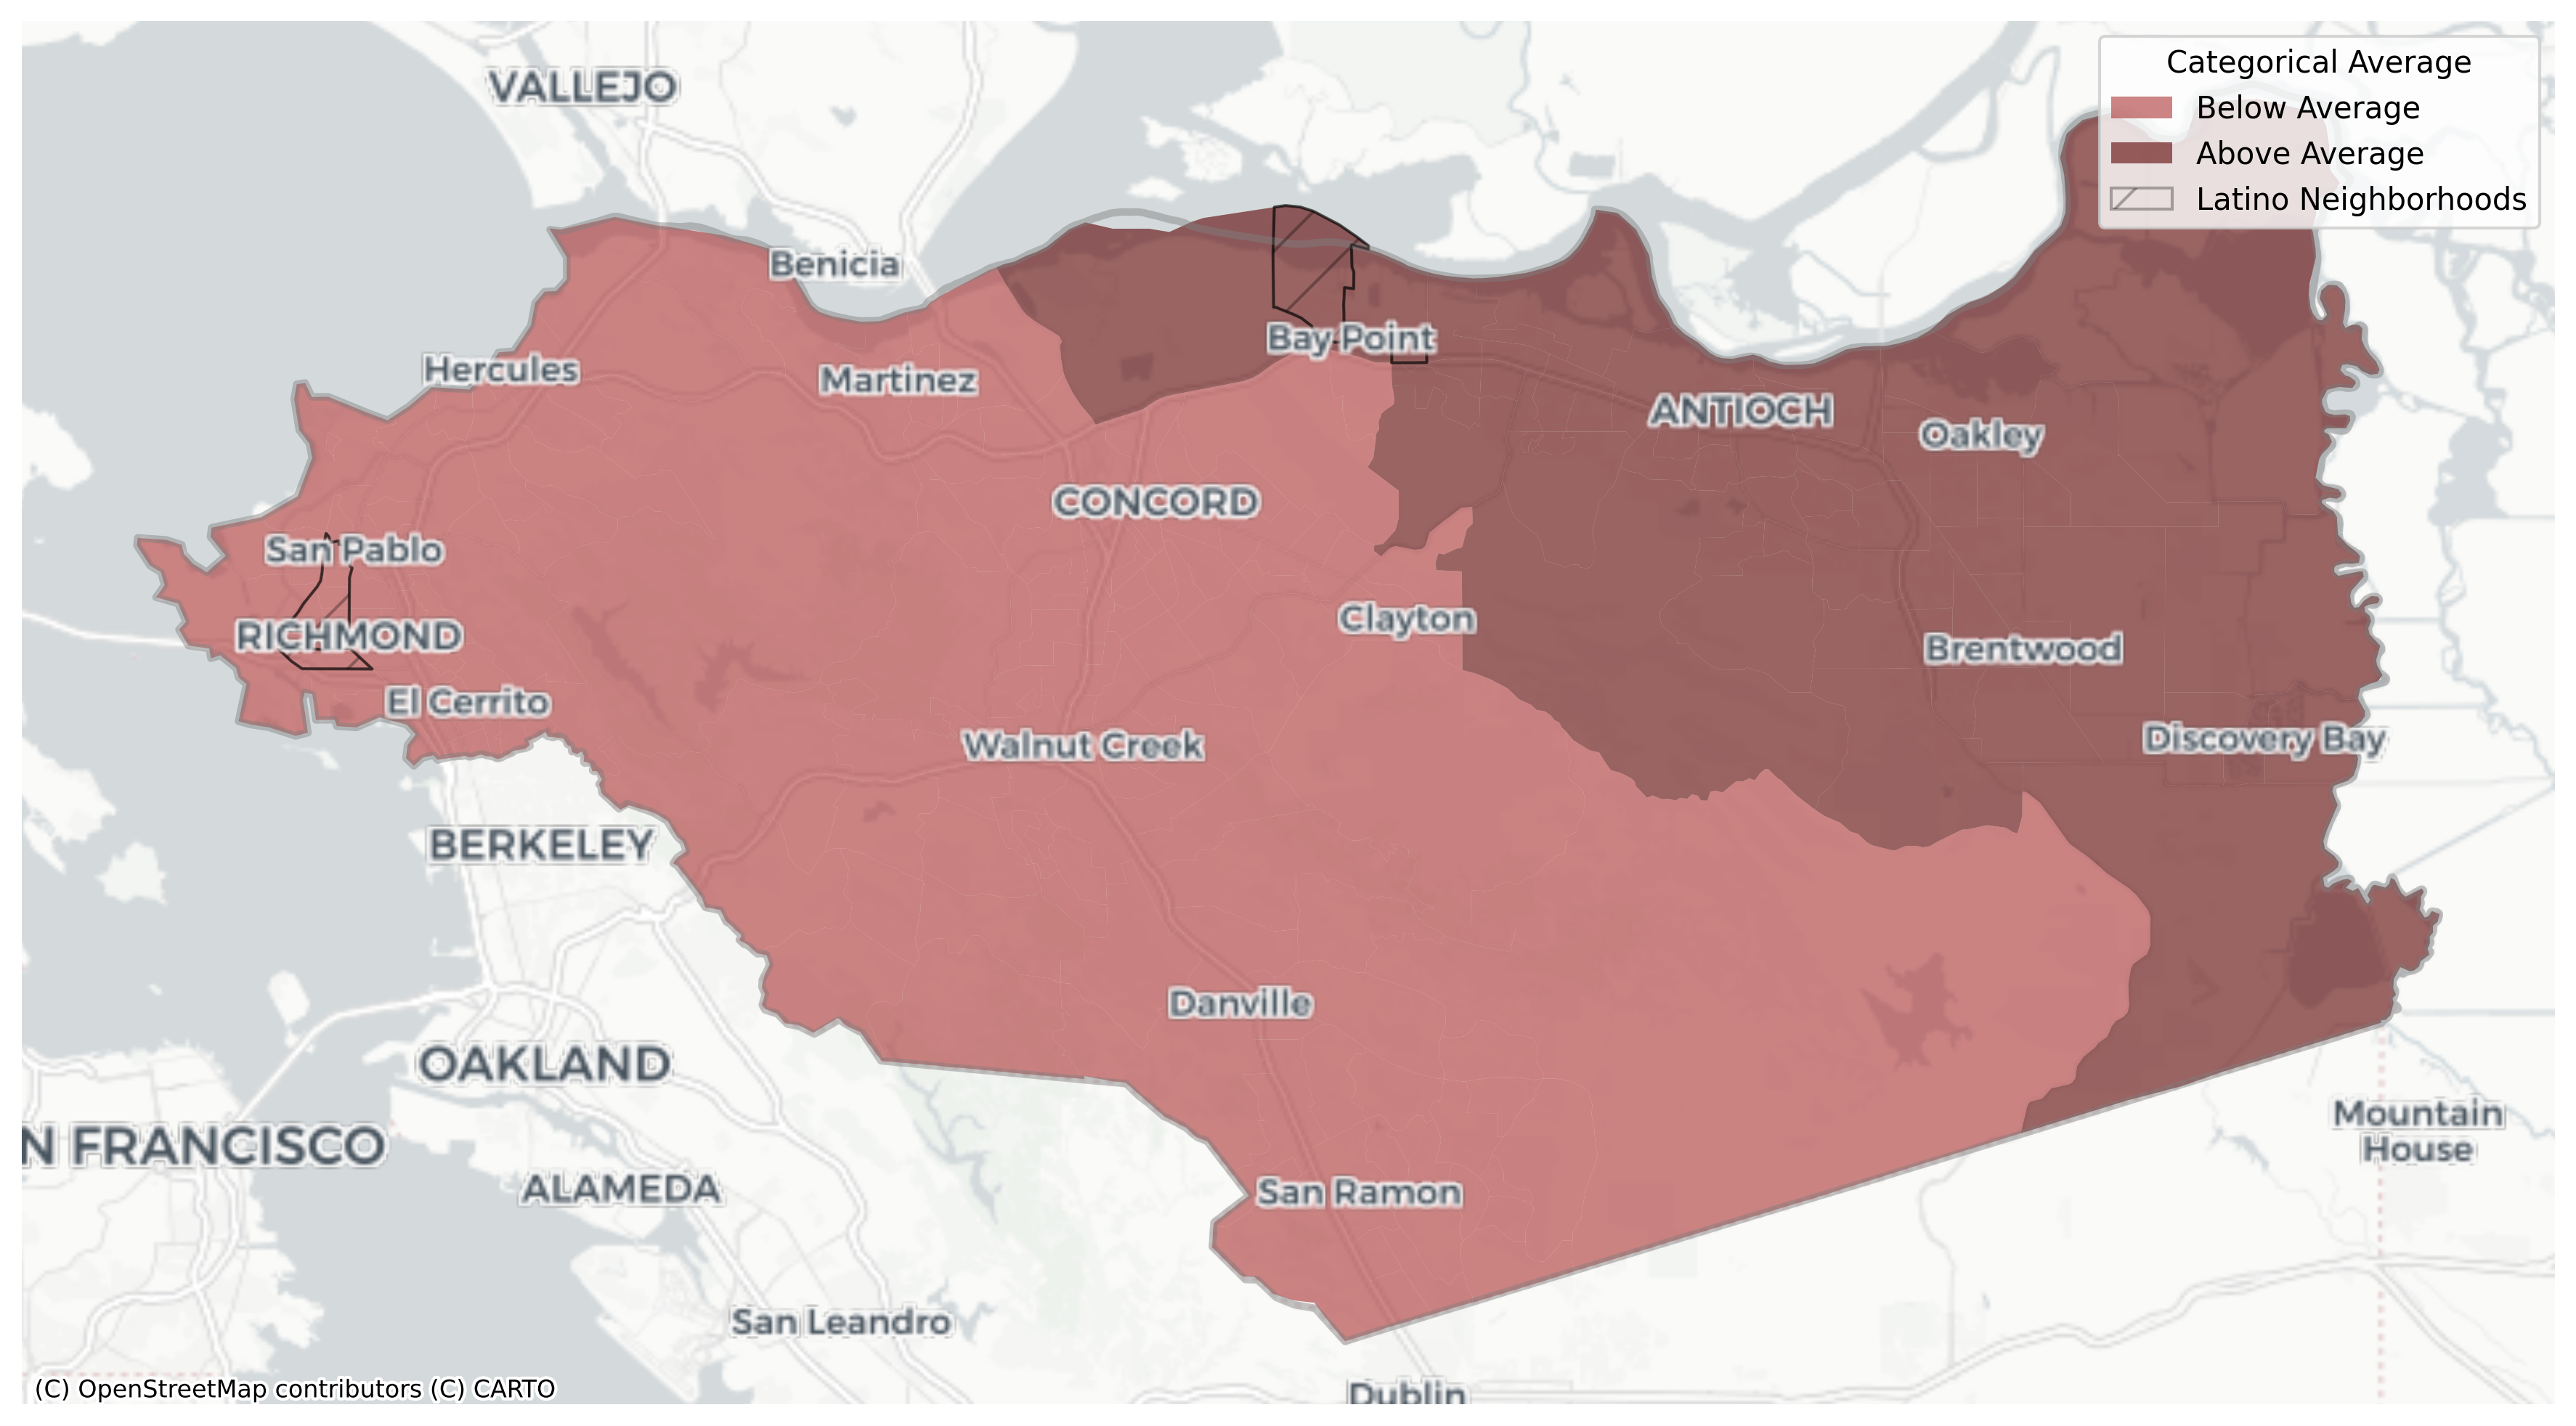 VALLEJO
Categorical Average
Below Average
Above Average
Latino Neighborhoods
Benicia
Hercules
Martinez
Bay Point
ANTIOCH
Oakley
CONCORD
San Pablo
RICHMOND
Clayton
Brentwood
El Cerrito
Walnut Creek
Discovery Bay
BERKELEY
Danville
OAKLAND
N FRANCISCO
ALAMEDA
San Ramon
Mountain
House
San Leandro
(C) OpenStreetMap contributors (C) CARTO
Dublin